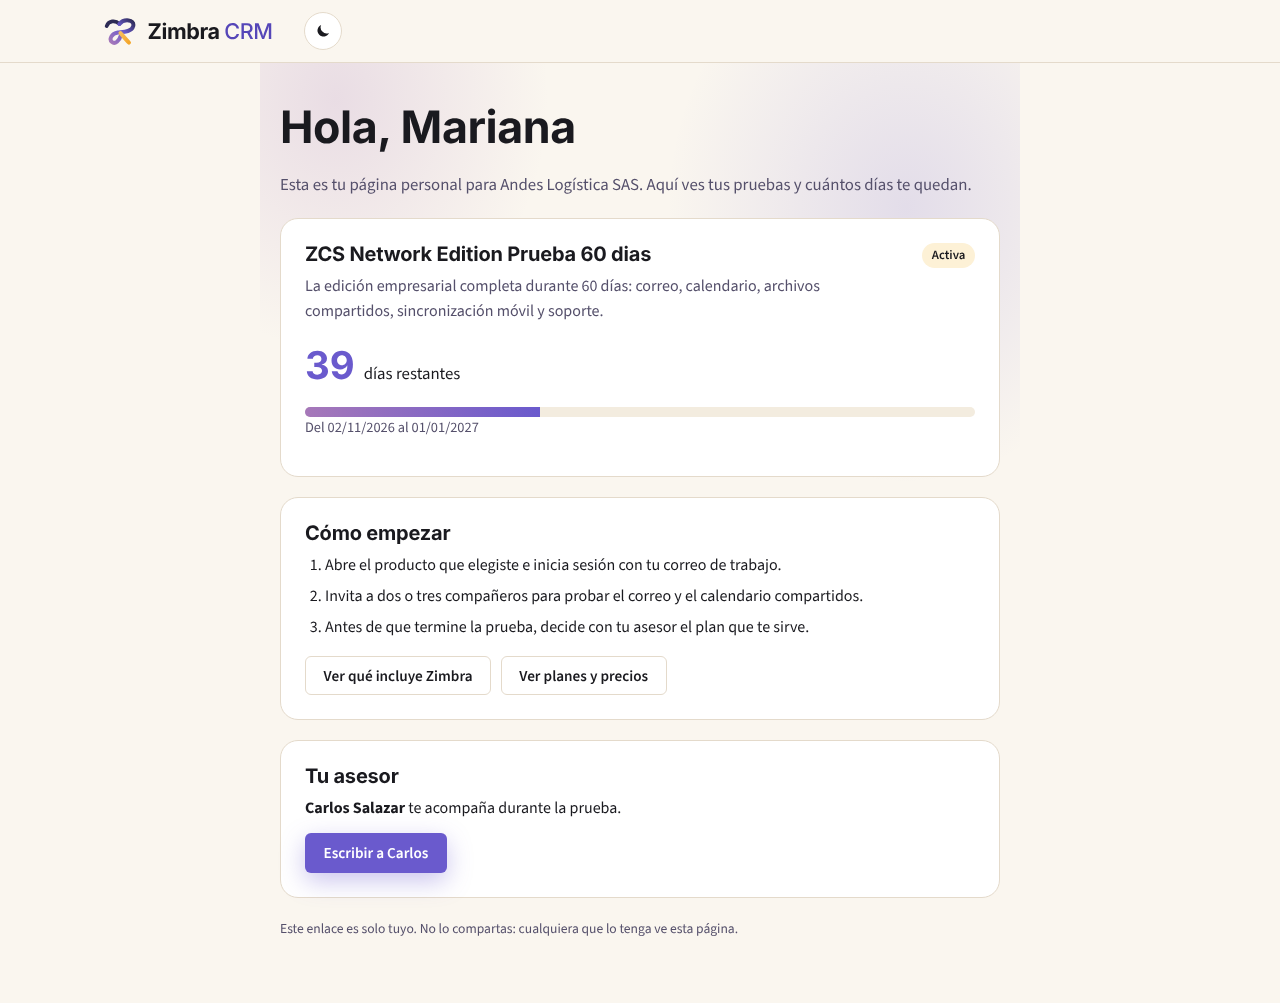 Zimbra CRM
Hola, Mariana
Esta es tu página personal para Andes Logística SAS. Aquí ves tus pruebas y cuántos días te quedan.
ZCS Network Edition Prueba 60 dias
Activa
La edición empresarial completa durante 60 días: correo, calendario, archivos
compartidos, sincronización móvil y soporte.
39 días restantes
Del 02/11/2026 al 01/01/2027
Cómo empezar
1. Abre el producto que elegiste e inicia sesión con tu correo de trabajo.
2. Invita a dos o tres compañeros para probar el correo y el calendario compartidos.
3. Antes de que termine la prueba, decide con tu asesor el plan que te sirve.
Ver qué incluye Zimbra
Ver planes y precios
Tu asesor
Carlos Salazar te acompaña durante la prueba.
Escribir a Carlos
Este enlace es solo tuyo. No lo compartas: cualquiera que lo tenga ve esta página.